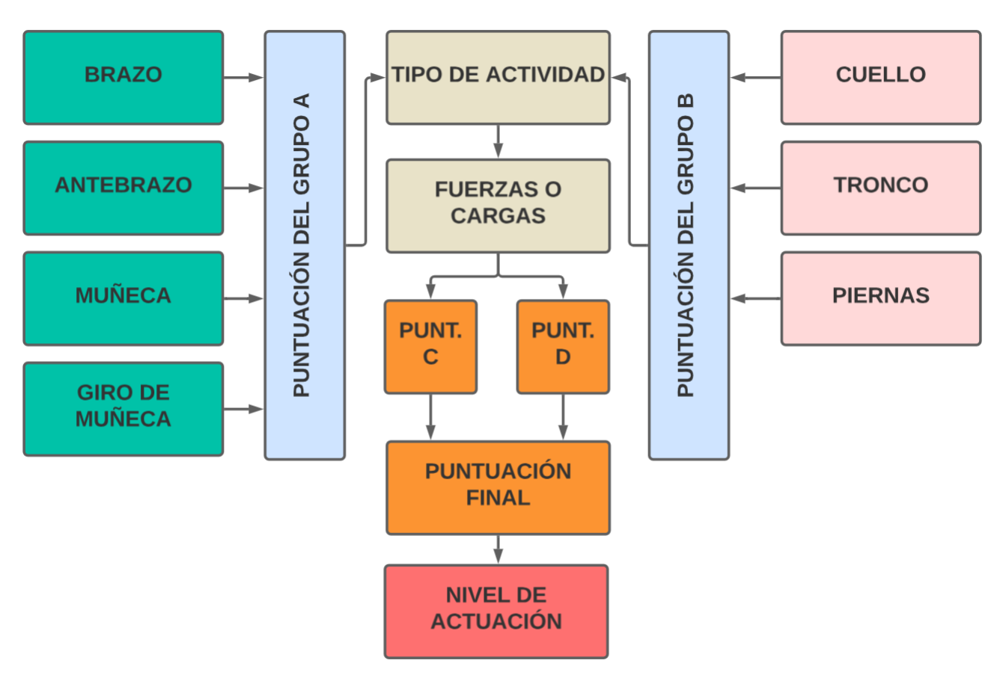 BRAZO
ANTEBRAZO
MUÑECA
GIRO DE
MUÑECA
PUNTUACIÓN DEL GRUPO A
TIPO DE ACTIVIDAD
FUERZAS O
CARGAS
PUNT.
C
PUNT.
D
PUNTUACIÓN
FINAL
NIVEL DE
ACTUACIÓN
PUNTUACIÓN DEL GRUPO B
CUELLO
TRONCO
PIERNAS